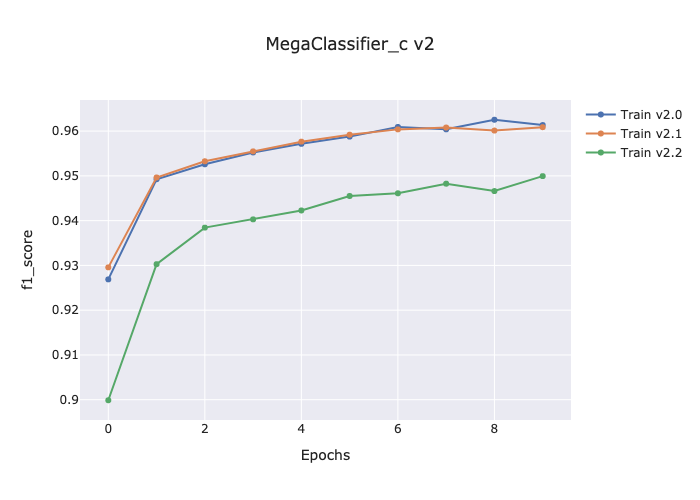 MegaClassifier_c v2
Train v2.0
Train v2.1
Train v2.2
f1_score
0.96
0.95
0.94
0.93
0.92
0.91
0.9
0 2 4 6 8
Epochs